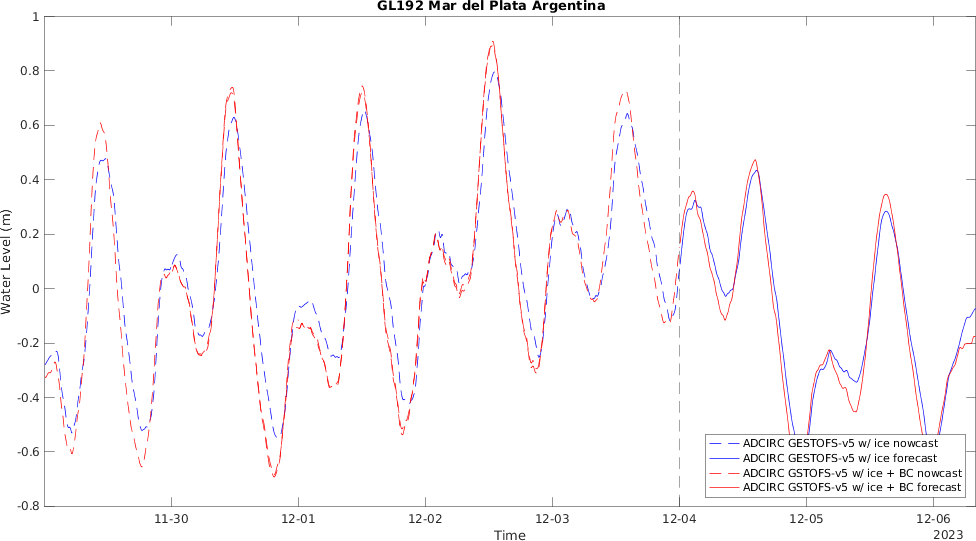 GL192 Mar del Plata Argentina
1
0.8
0.6
0.4
0.2
0
-0.2
-0.4
-0.6
-0.8
Water Level (m)
11-30
12-01
12-02
12-03
12-04
12-05
12-06
Time
2023
ADCIRC GESTOFS-v5 w/ ice nowcast
ADCIRC GESTOFS-v5 w/ ice forecast
ADCIRC GSTOFS-v5 w/ ice + BC nowcast
ADCIRC GSTOFS-v5 w/ ice + BC forecast